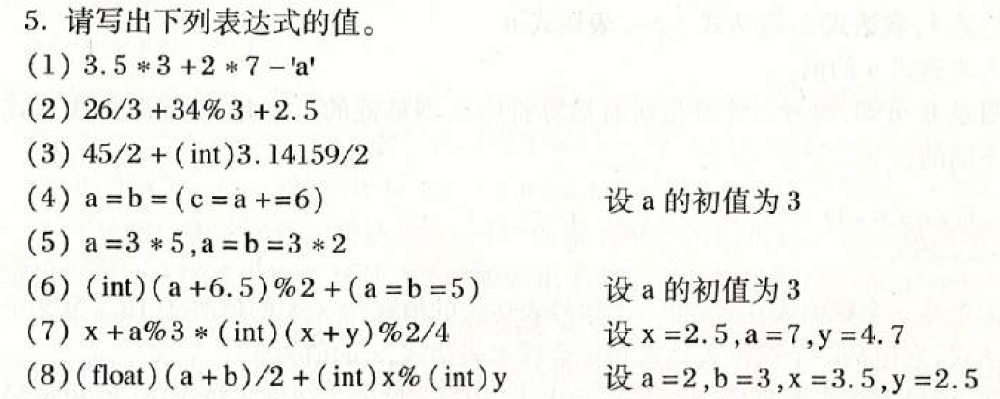 5. 请写出下列表达式的值。
(1) 3.5*3+2*7-'a'
(2) 26/3+34%3+2.5
(3) 45/2+(int)3.14159/2
(4) a=b=(c=a+=6) 设 a 的初值为 3
(5) a=3*5,a=b=3*2
(6) (int)(a+6.5)%2+(a=b=5) 设 a 的初值为 3
(7) x+a%3*(int)(x+y)%2/4 设 x=2.5,a=7,y=4.7
(8) (float)(a+b)/2+(int)x%(int)y 设 a=2,b=3,x=3.5,y=2.5